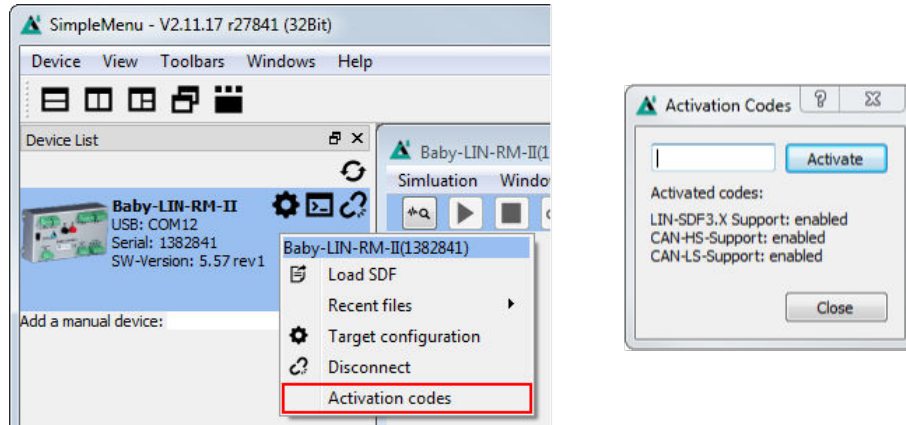 SimpleMenu - V2.11.17 r27841 (32Bit)
Device View Toolbars Windows Help
Device List
Baby-LIN-RM-II
USB: COM12
Serial: 1382841
SW-Version: 5.57 rev1
Add a manual device:
Baby-LIN-RM-II(1
Simluation Windo
Baby-LIN-RM-II(1382841)
Load SDF
Recent files
Target configuration
Disconnect
Activation codes
Activation Codes
Activate
Activated codes:
LIN-SDF3.X Support: enabled
CAN-HS-Support: enabled
CAN-LS-Support: enabled
Close